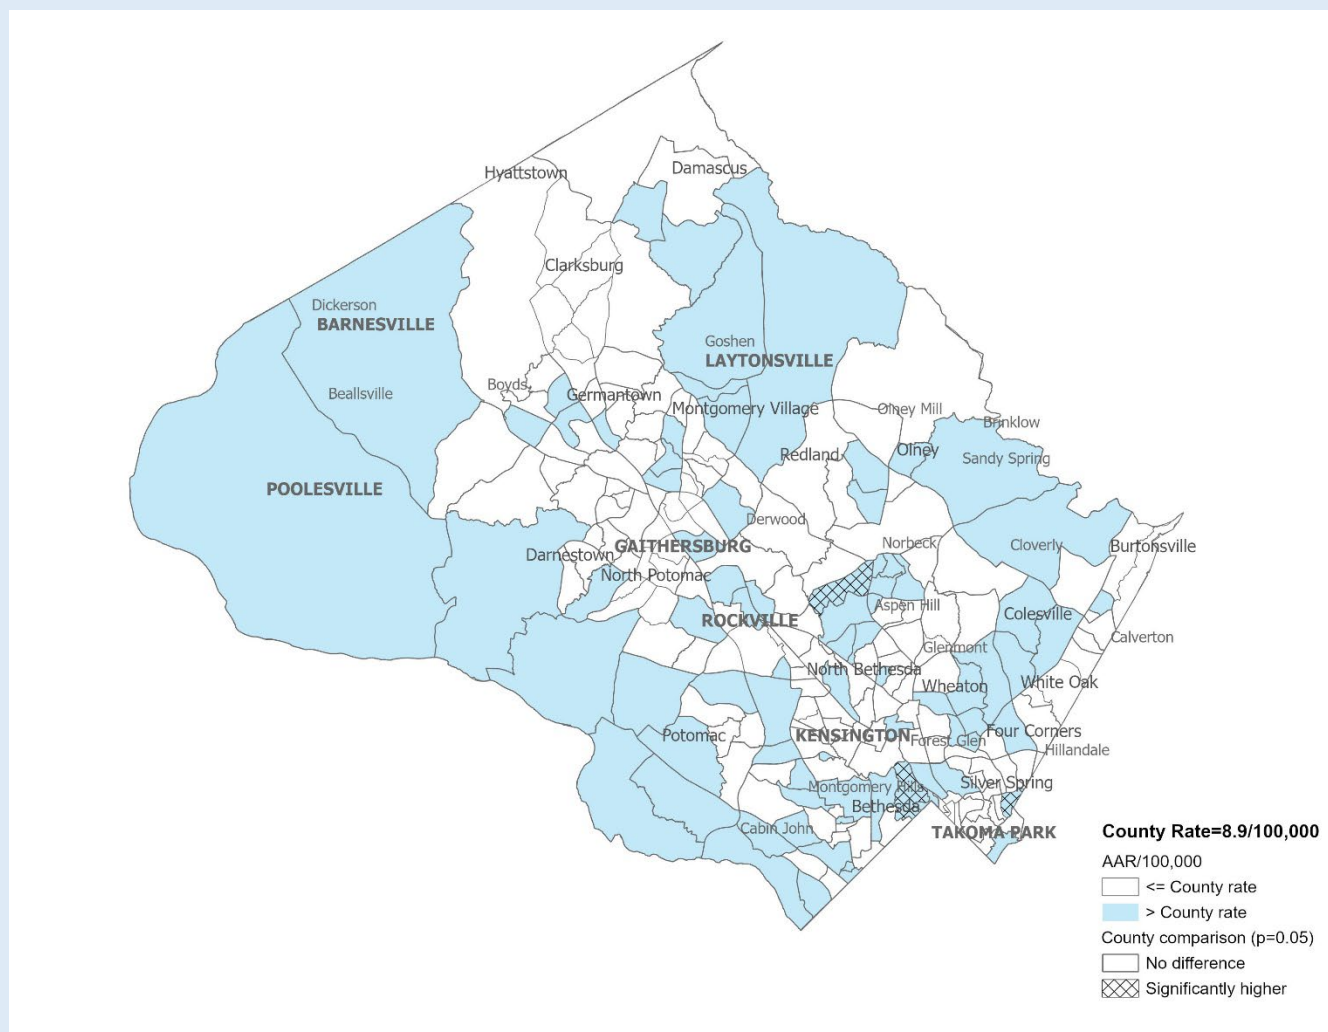 Damascus
Hyattstown
Clarksburg
Dickerson
BARNESVILLE
Goshen
LAYTONSVILLE
Beallsville
Boyds
Germantown
Montgomery Village
Olney Mill
Brinklow
Olney
Redland
Sandy Spring
POOLESVILLE
Derwood
Norbeck
Cloverly
Burtonsville
GAITHERSBURG
Darnestown
North Potomac
Aspen Hill
Colesville
ROCKVILLE
Calverton
Glenmont
North Bethesda
Wheaton
White Oak
Potomac
KENSINGTON
Forest Glen
Four Corners
Hillandale
Silver Spring
Montgomery Hills
Bethesda
Cabin John
TAKOMA PARK
County Rate=8.9/100,000
AAR/100,000
<= County rate
> County rate
County comparison (p=0.05)
No difference
Significantly higher